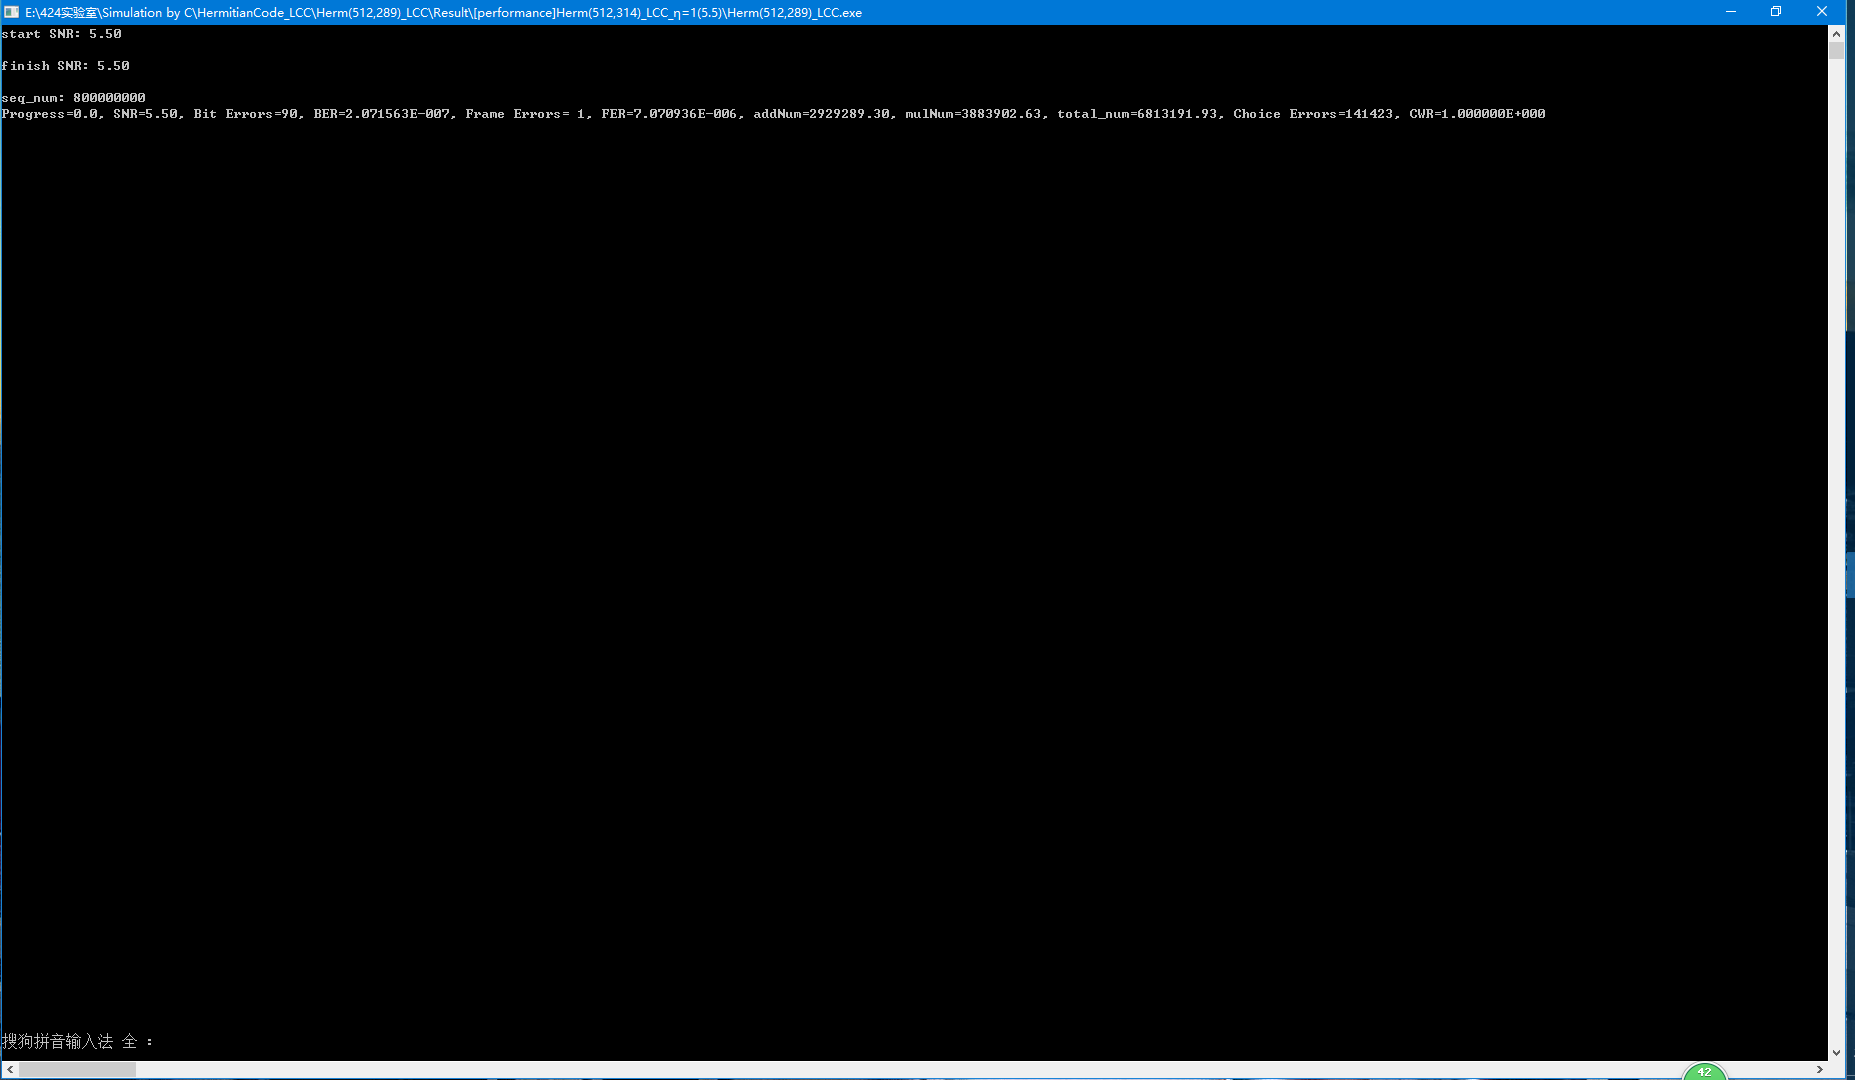 E:\424实验室\Simulation by C\HermitianCode_LCC\Herm(512,289)_LCC\Result\[performance]Herm(512,314)_LCC_η=1(5.5)\Herm(512,289)_LCC.exe
start SNR: 5.50
finish SNR: 5.50
seq_num: 800000000
Progress=0.0, SNR=5.50, Bit Errors=90, BER=2.071563E-007, Frame Errors= 1, FER=7.070936E-006, addNum=2929289.30, mulNum=3883902.63, total_num=6813191.93, Choice Errors=141423, CWR=1.000000E+000
搜狗拼音输入法 全 :
42